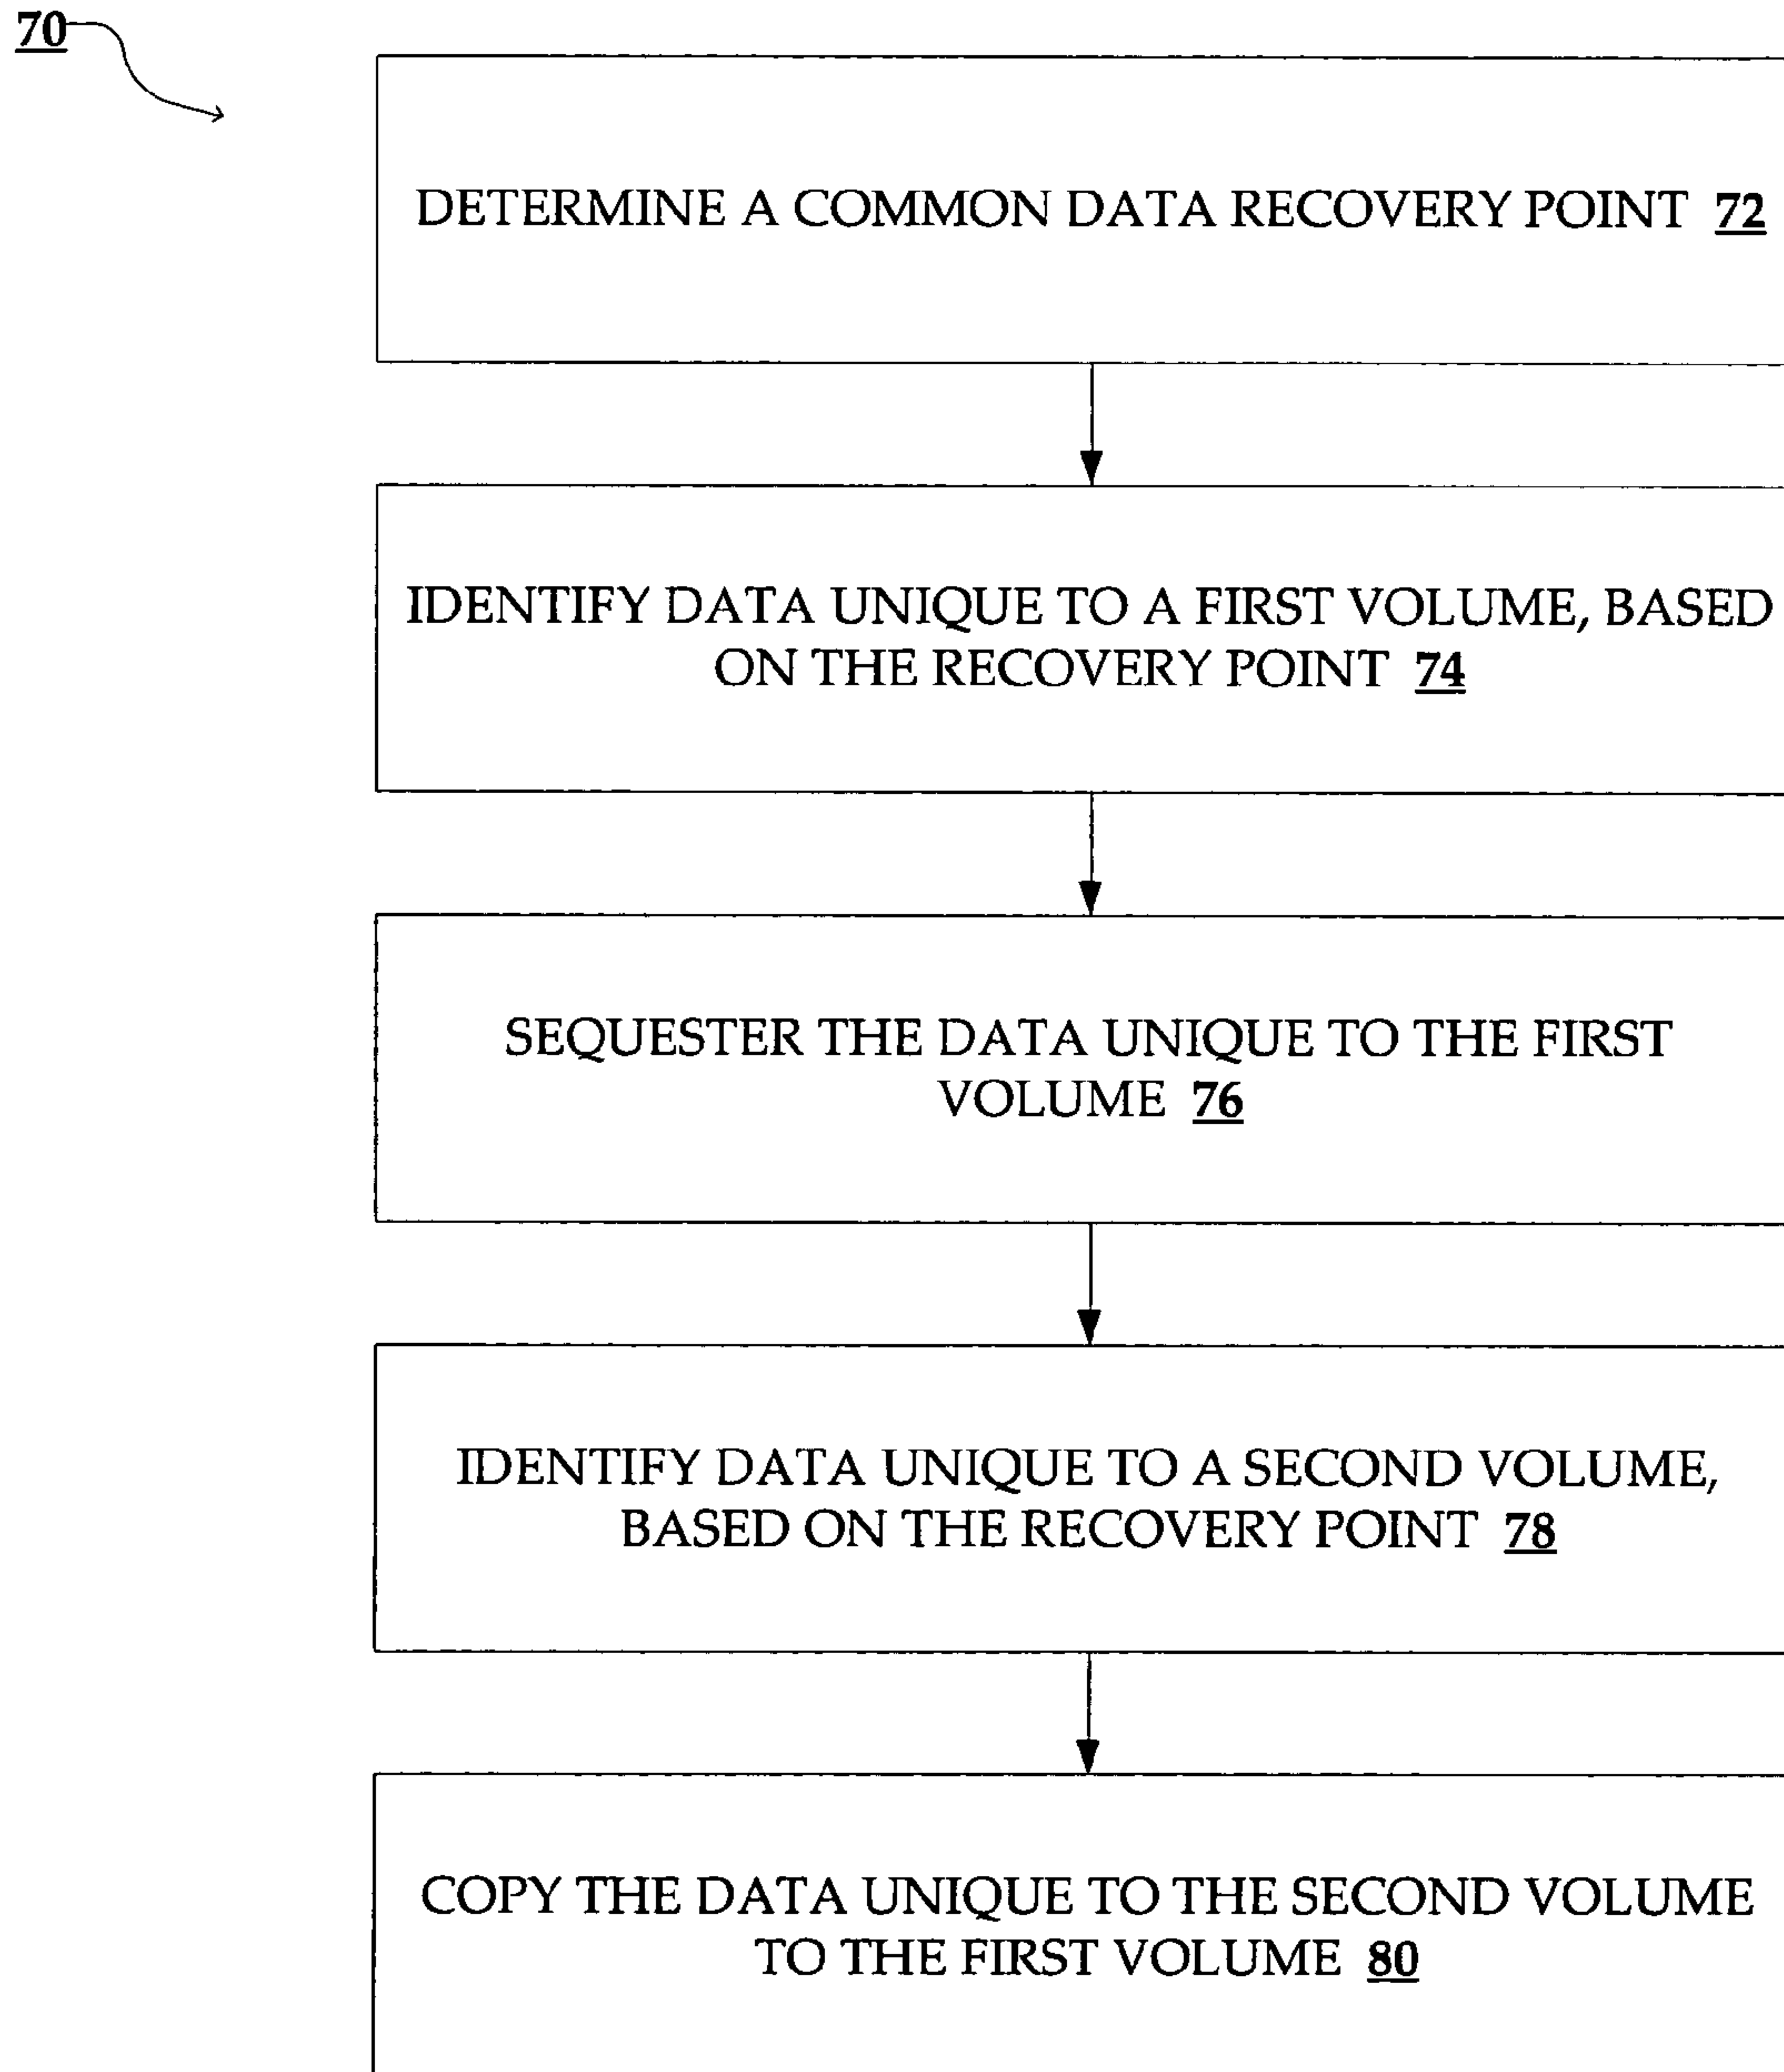 70
DETERMINE A COMMON DATA RECOVERY POINT 72
IDENTIFY DATA UNIQUE TO A FIRST VOLUME, BASED
ON THE RECOVERY POINT 74
SEQUESTER THE DATA UNIQUE TO THE FIRST
VOLUME 76
IDENTIFY DATA UNIQUE TO A SECOND VOLUME,
BASED ON THE RECOVERY POINT 78
COPY THE DATA UNIQUE TO THE SECOND VOLUME
TO THE FIRST VOLUME 80